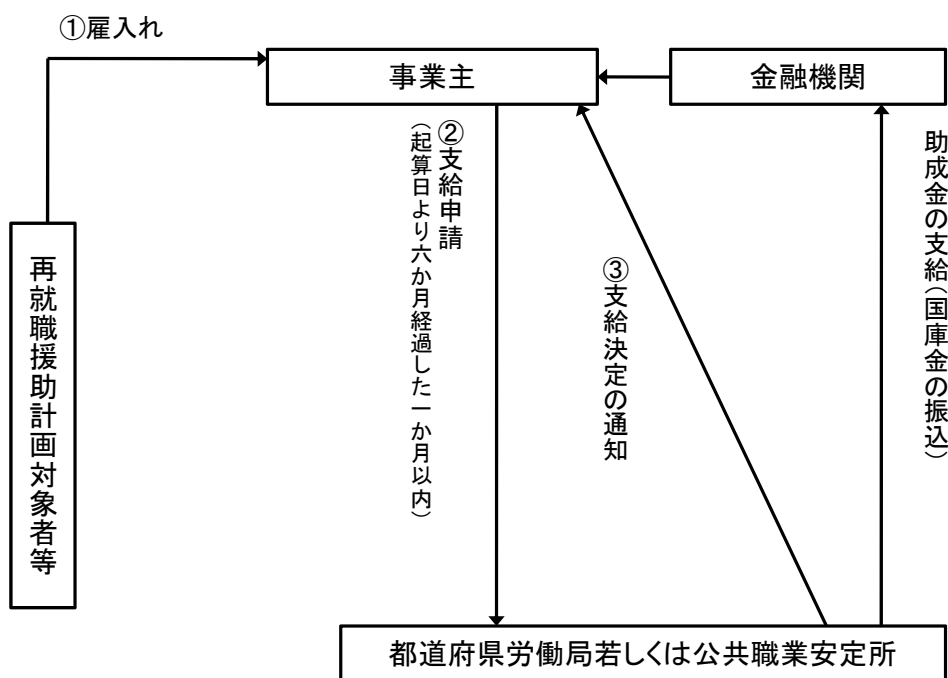 ①雇入れ
事業主
金融機関
②支給申請
（起算日より六か月経過した一か月以内）
③支給決定の通知
助成金の支給（国庫金の振込）
再就職援助計画対象者等
都道府県労働局若しくは公共職業安定所